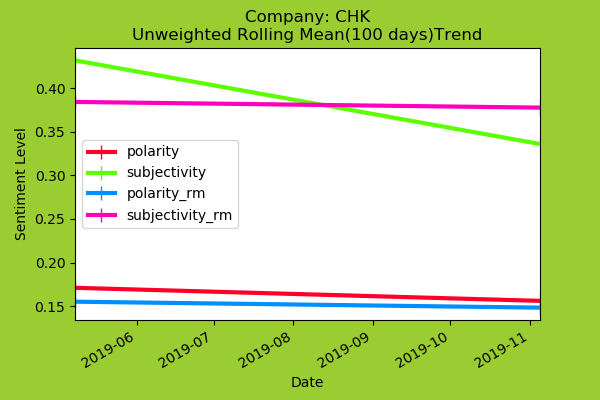 Company: CHK
Unweighted Rolling Mean(100 days)Trend
Sentiment Level
0.40
0.35
0.30
0.25
0.20
0.15
polarity
subjectivity
polarity_rm
subjectivity_rm
2019-06
2019-07
2019-08
2019-09
2019-10
2019-11
Date